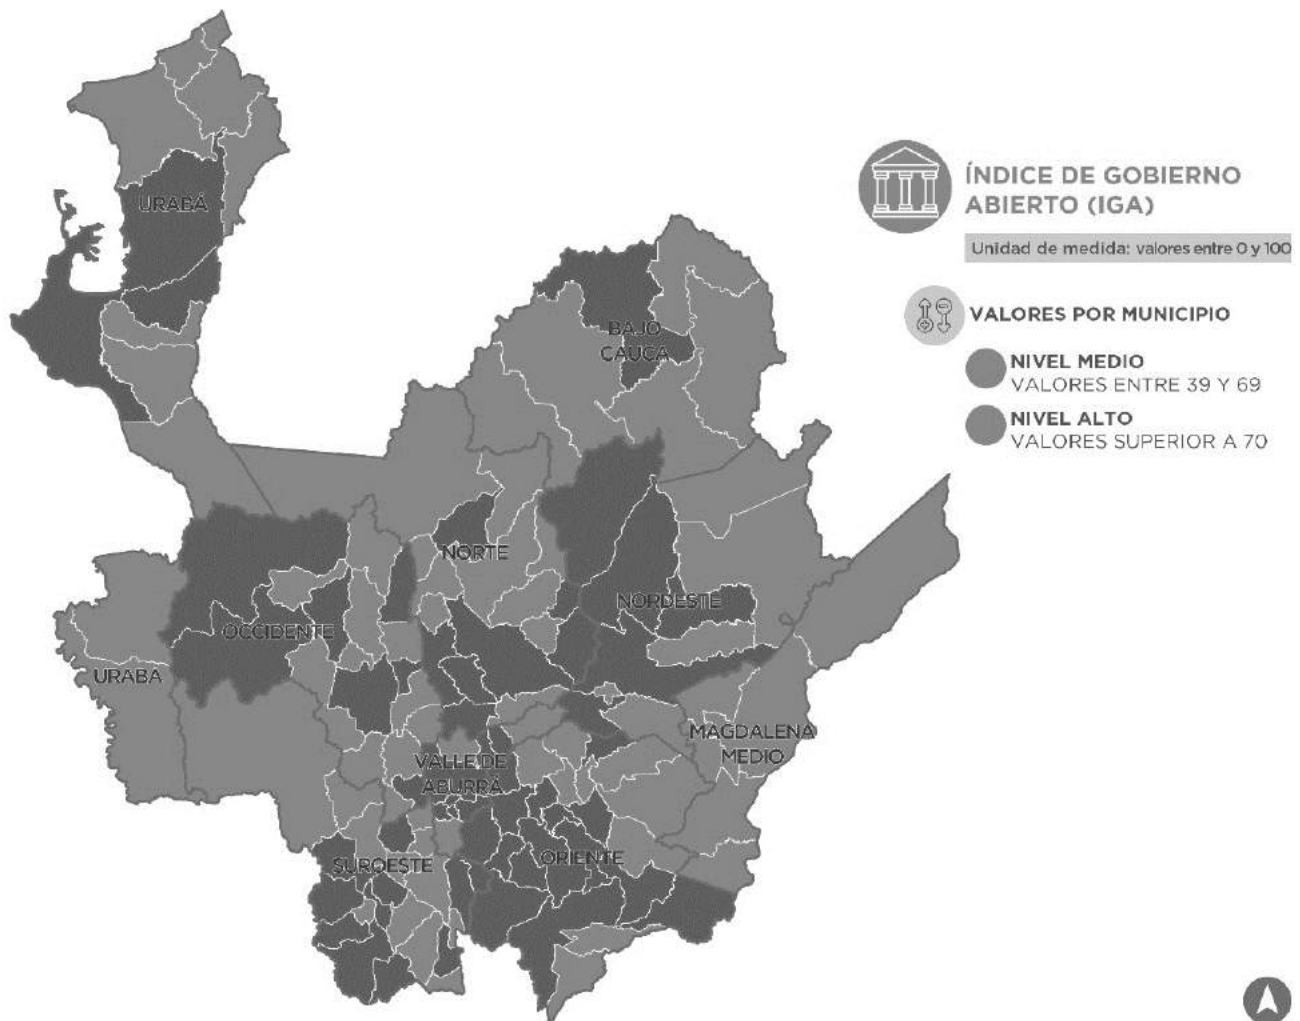 ÍNDICE DE GOBIERNO
ABIERTO (IGA)
Unidad de medida: valores entre 0 y 100
VALORES POR MUNICIPIO
NIVEL MEDIO
VALORES ENTRE 39 Y 69
NIVEL ALTO
VALORES SUPERIOR A 70
URABÁ
BAJO
CAUCA
NORTE
NORDESTE
OCCIDENTE
URABA
MAGDALENA
MEDIO
VALLE DE
ABURRÁ
ORIENTE
SUROESTE